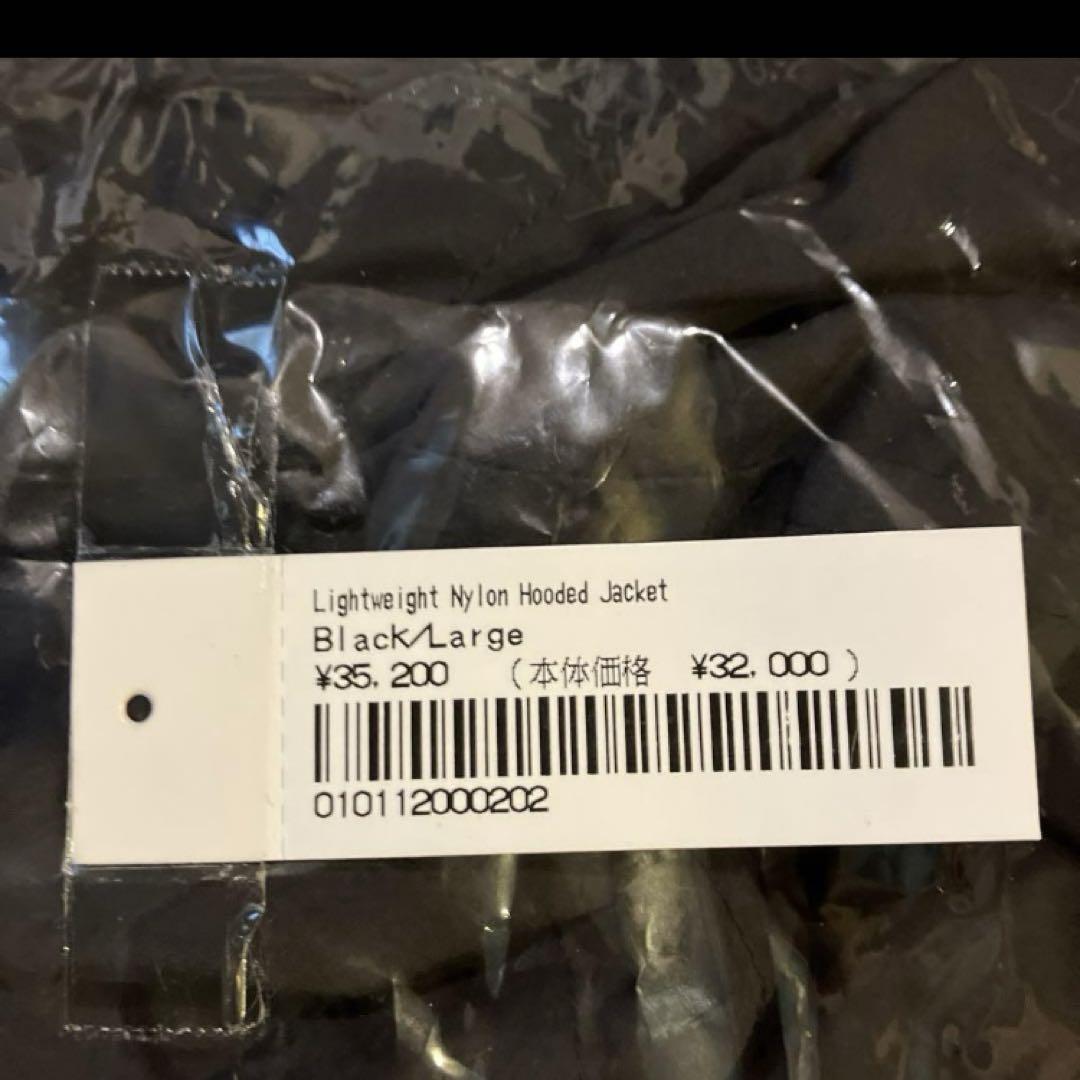 Lightweight Nylon Hooded Jacket
Black/Large
¥35,200 (本体価格 ¥32,000)
010112000202